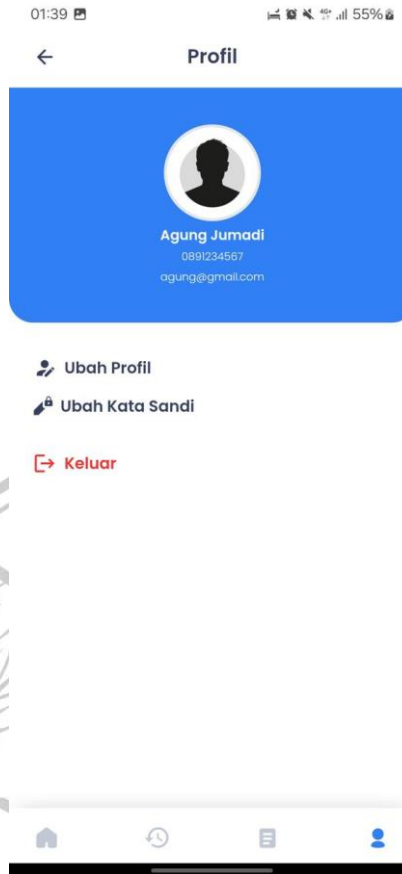 01:39
55%
Profil
Agung Jumadi
0891234567
agung@gmail.com
Ubah Profil
Ubah Kata Sandi
Keluar